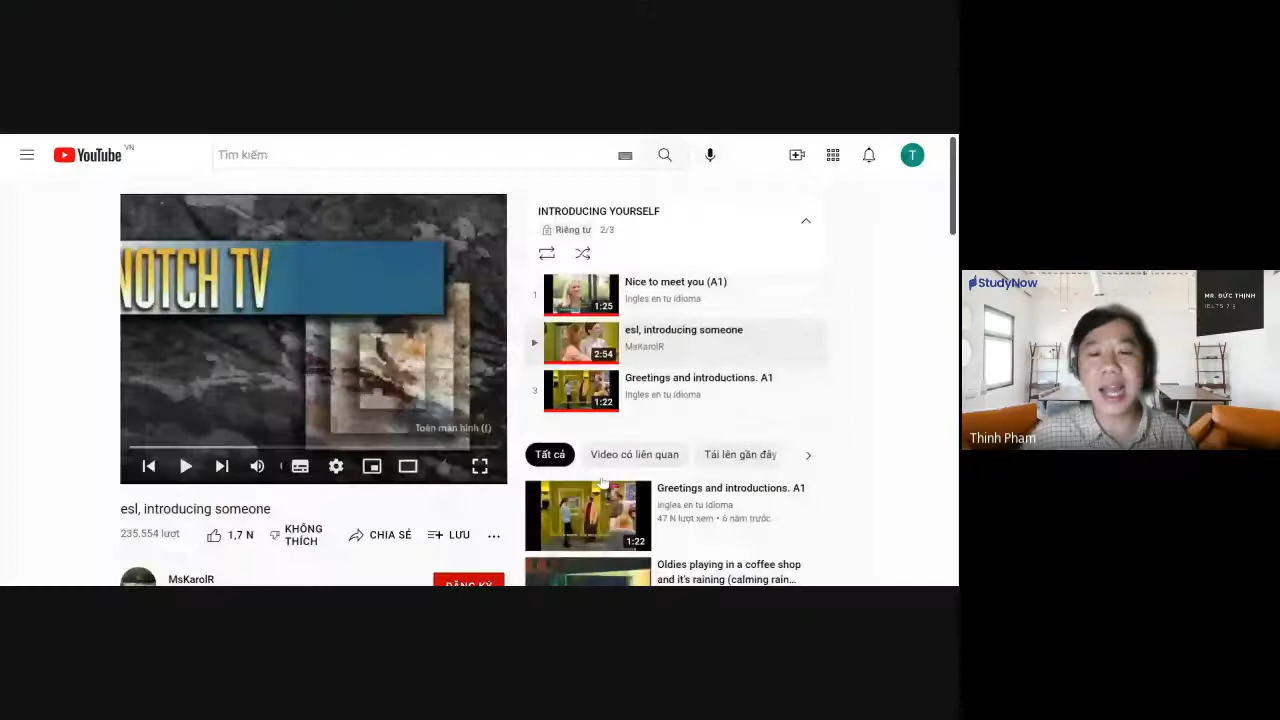 YouTube VN
Tìm kiếm
T
NOTCH TV
Toàn màn hình (f)
esl, introducing someone
235.554 lượt
1,7 N
KHÔNG THÍCH
CHIA SẺ
LƯU
MsKarolR
ĐĂNG KÝ
INTRODUCING YOURSELF
Riêng tư 2/3
1
1:25
Nice to meet you (A1)
Ingles en tu idioma
2:54
esl, introducing someone
MsKarolR
3
1:22
Greetings and introductions. A1
Ingles en tu idioma
Tất cả
Video có liên quan
Tải lên gần đây
1:22
Greetings and introductions. A1
Ingles en tu idioma
47 N lượt xem • 6 năm trước
Oldies playing in a coffee shop
and it's raining (calming rain...
StudyNow
MR. ĐỨC THỊNH
Thinh Pham